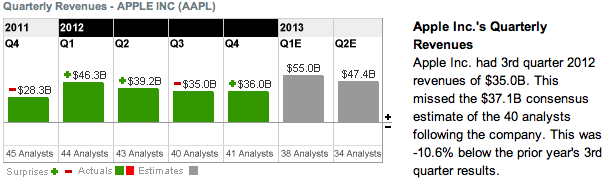 Quarterly Revenues - APPLE INC (AAPL)
2011 2012 2013
Q4 Q1 Q2 Q3 Q4 Q1E Q2E
$28.3B +$46.3B +$39.2B $35.0B +$36.0B $55.0B $47.4B
+
−
45 Analysts 44 Analysts 43 Analysts 40 Analysts 41 Analysts 38 Analysts 34 Analysts
Surprises + - Actuals Estimates
Apple Inc.'s Quarterly
Revenues
Apple Inc. had 3rd quarter 2012
revenues of $35.0B. This
missed the $37.1B consensus
estimate of the 40 analysts
following the company. This was
-10.6% below the prior year's 3rd
quarter results.